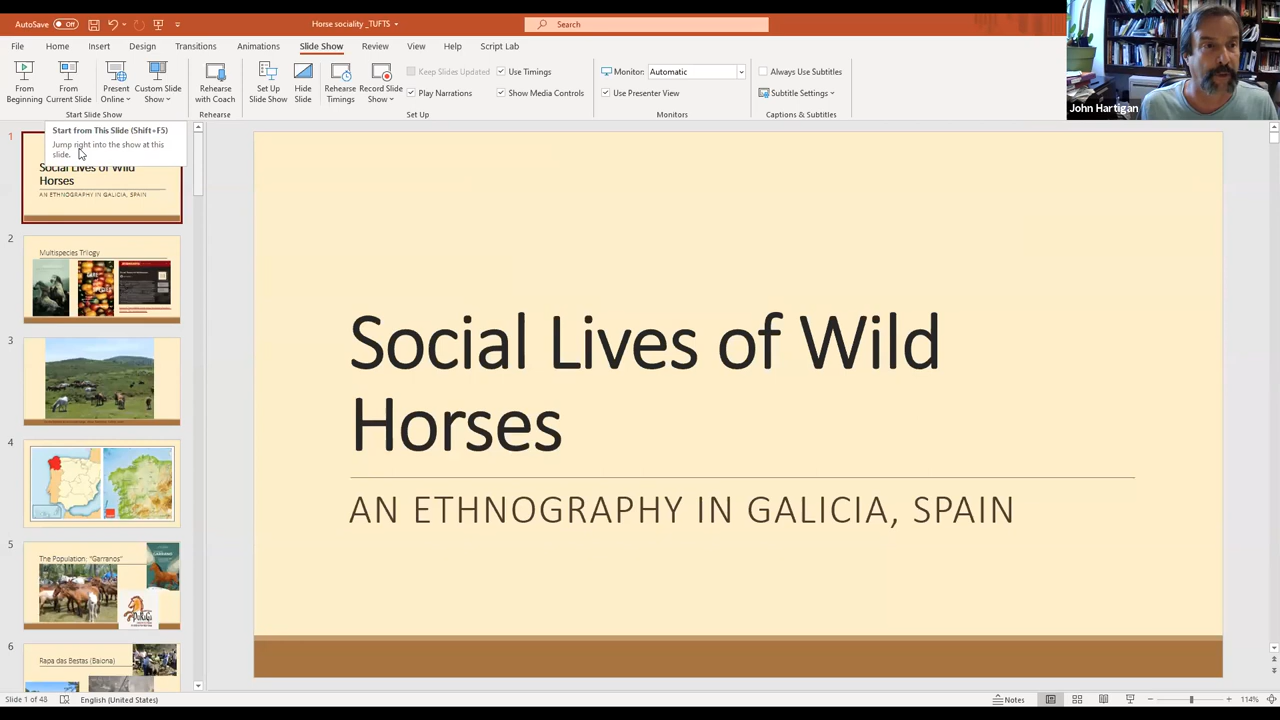 AutoSave Off
Horse sociality _TUFTS
Search
File Home Insert Design Transitions Animations Slide Show Review View Help Script Lab
From Beginning
From Current Slide
Present Online
Custom Slide Show
Rehearse with Coach
Set Up Slide Show
Hide Slide
Rehearse Timings
Record Slide Show
Keep Slides Updated
Use Timings
Play Narrations
Show Media Controls
Monitor: Automatic
Use Presenter View
Always Use Subtitles
Subtitle Settings
Start Slide Show
Rehearse
Set Up
Monitors
Captions & Subtitles
John Hartigan
Start from This Slide (Shift+F5)
Jump right into the show at this
slide.
1
Social Lives of Wild
Horses
AN ETHNOGRAPHY IN GALICIA, SPAIN
2
Multispecies Trilogy
3
4
5
The Population: "Garranos"
6
Rapa das Bestas (Baiona)
Social Lives of Wild
Horses
AN ETHNOGRAPHY IN GALICIA, SPAIN
Slide 1 of 48
English (United States)
Notes
114%